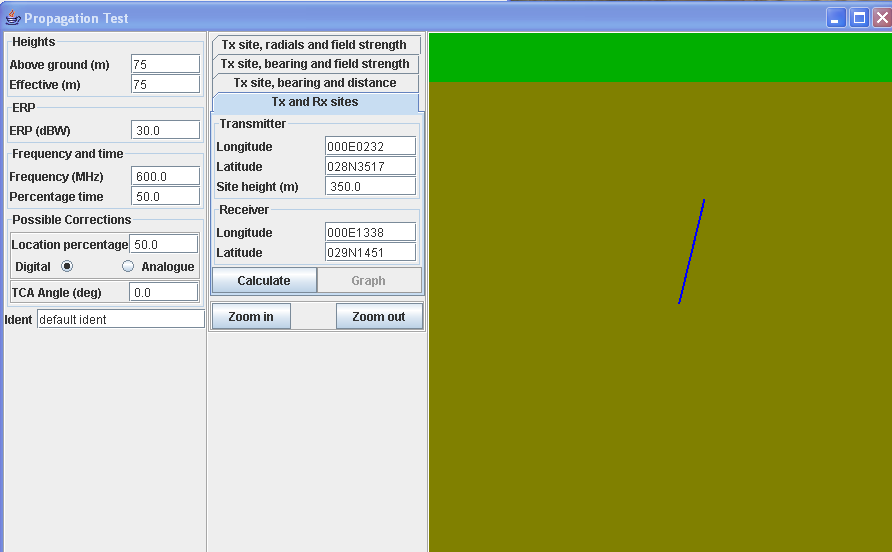 Propagation Test
Heights
Above ground (m) 75
Effective (m) 75
ERP
ERP (dBW) 30.0
Frequency and time
Frequency (MHz) 600.0
Percentage time 50.0
Possible Corrections
Location percentage 50.0
Digital Analogue
TCA Angle (deg) 0.0
Ident default ident
Tx site, radials and field strength
Tx site, bearing and field strength
Tx site, bearing and distance
Tx and Rx sites
Transmitter
Longitude 000E0232
Latitude 028N3517
Site height (m) 350.0
Receiver
Longitude 000E1338
Latitude 029N1451
Calculate Graph
Zoom in Zoom out